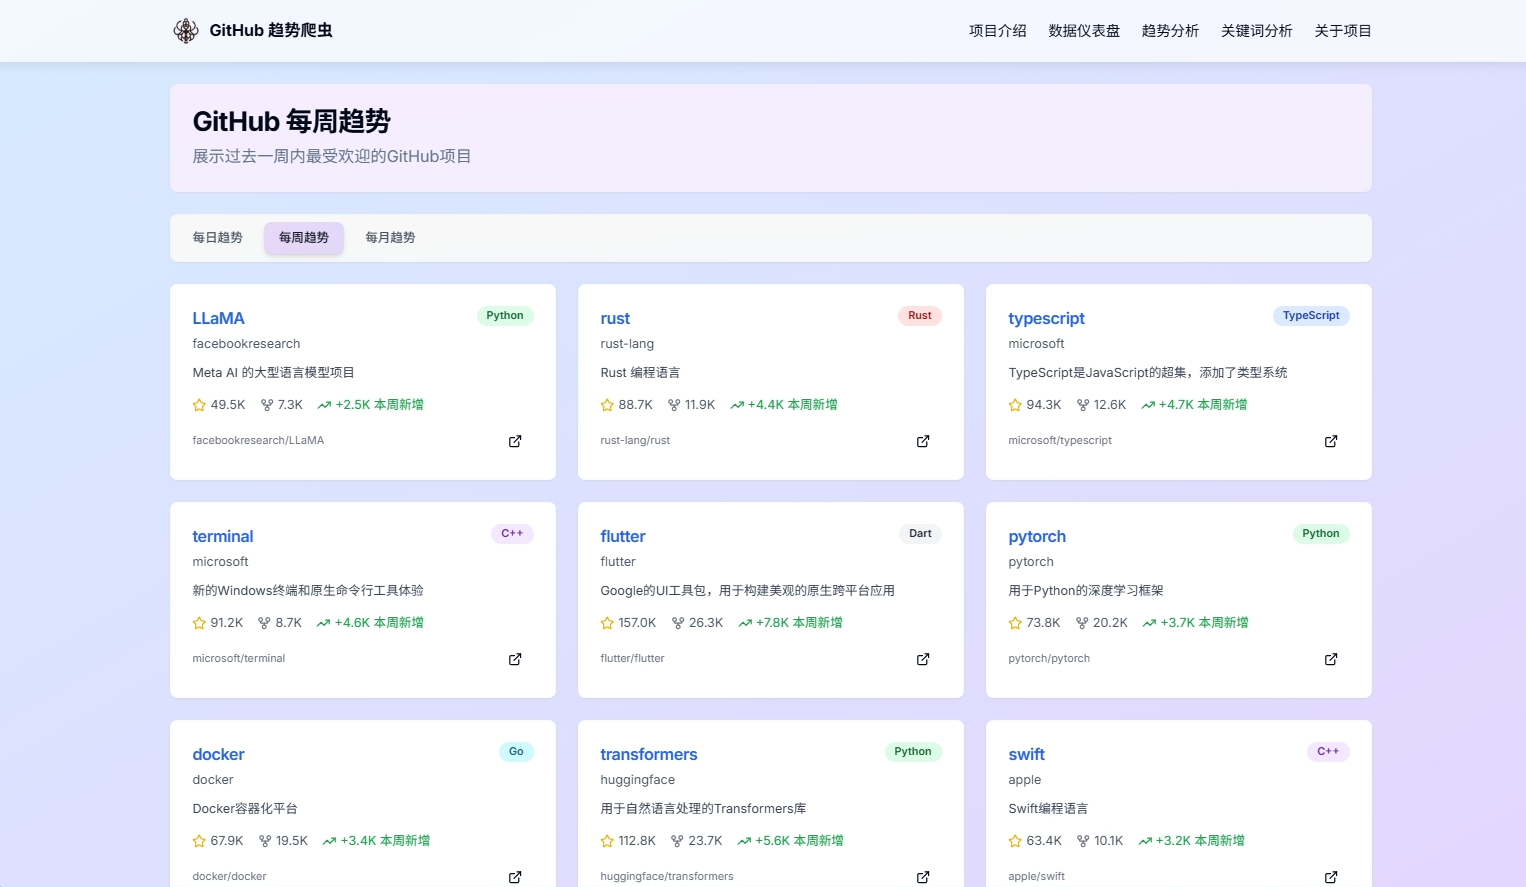 GitHub 趋势爬虫
项目介绍 数据仪表盘 趋势分析 关键词分析 关于项目
GitHub 每周趋势
展示过去一周内最受欢迎的GitHub项目
每日趋势 每周趋势 每月趋势
LLaMA Python
facebookresearch
Meta AI 的大型语言模型项目
49.5K 7.3K +2.5K 本周新增
facebookresearch/LLaMA
rust Rust
rust-lang
Rust 编程语言
88.7K 11.9K +4.4K 本周新增
rust-lang/rust
typescript TypeScript
microsoft
TypeScript是JavaScript的超集，添加了类型系统
94.3K 12.6K +4.7K 本周新增
microsoft/typescript
terminal C++
microsoft
新的Windows终端和原生命令行工具体验
91.2K 8.7K +4.6K 本周新增
microsoft/terminal
flutter Dart
flutter
Google的UI工具包，用于构建美观的原生跨平台应用
157.0K 26.3K +7.8K 本周新增
flutter/flutter
pytorch Python
pytorch
用于Python的深度学习框架
73.8K 20.2K +3.7K 本周新增
pytorch/pytorch
docker Go
docker
Docker容器化平台
67.9K 19.5K +3.4K 本周新增
docker/docker
transformers Python
huggingface
用于自然语言处理的Transformers库
112.8K 23.7K +5.6K 本周新增
huggingface/transformers
swift C++
apple
Swift编程语言
63.4K 10.1K +3.2K 本周新增
apple/swift